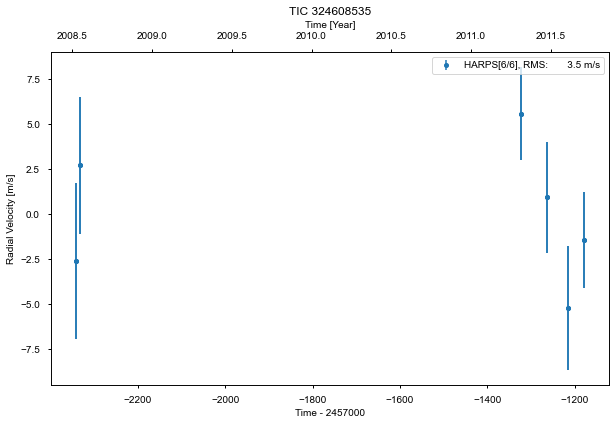 TIC 324608535
Time [Year]
2008.5 2009.0 2009.5 2010.0 2010.5 2011.0 2011.5
HARPS[6/6], RMS: 3.5 m/s
7.5
5.0
2.5
0.0
−2.5
−5.0
−7.5
Radial Velocity [m/s]
−2200 −2000 −1800 −1600 −1400 −1200
Time - 2457000